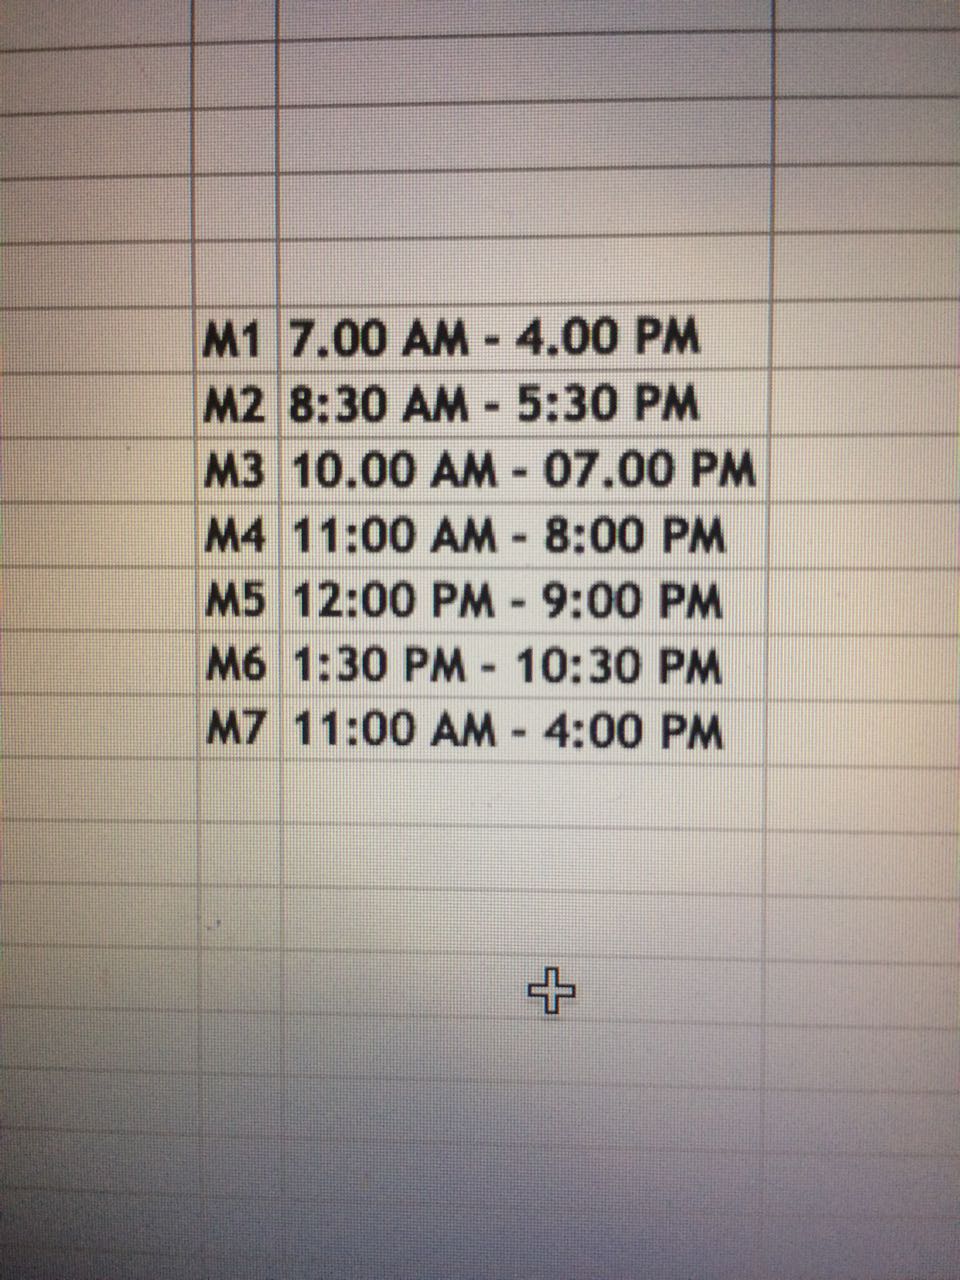 M1 7.00 AM - 4.00 PM
M2 8:30 AM - 5:30 PM
M3 10.00 AM - 07.00 PM
M4 11:00 AM - 8:00 PM
M5 12:00 PM - 9:00 PM
M6 1:30 PM - 10:30 PM
M7 11:00 AM - 4:00 PM